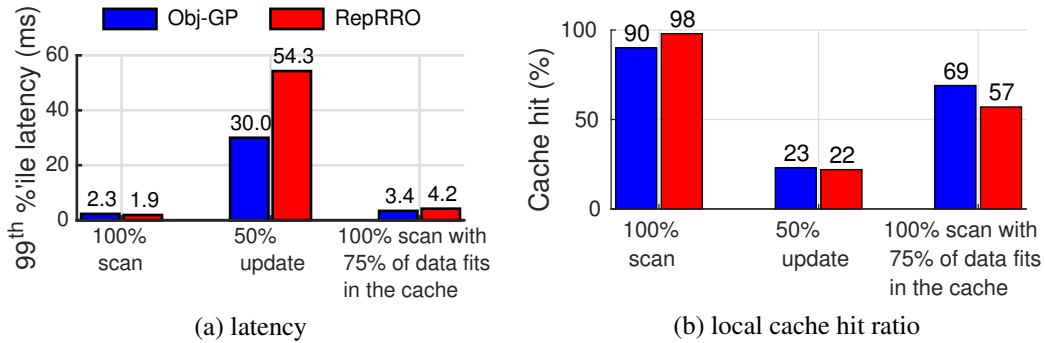 Obj-GP RepRRO
99th %'ile latency (ms)
60
40
20
0
2.3 1.9
30.0 54.3
3.4 4.2
100% scan
50% update
100% scan with
75% of data fits
in the cache
(a) latency
Cache hit (%)
100
50
0
90 98
23 22
69 57
100% scan
50% update
100% scan with
75% of data fits
in the cache
(b) local cache hit ratio